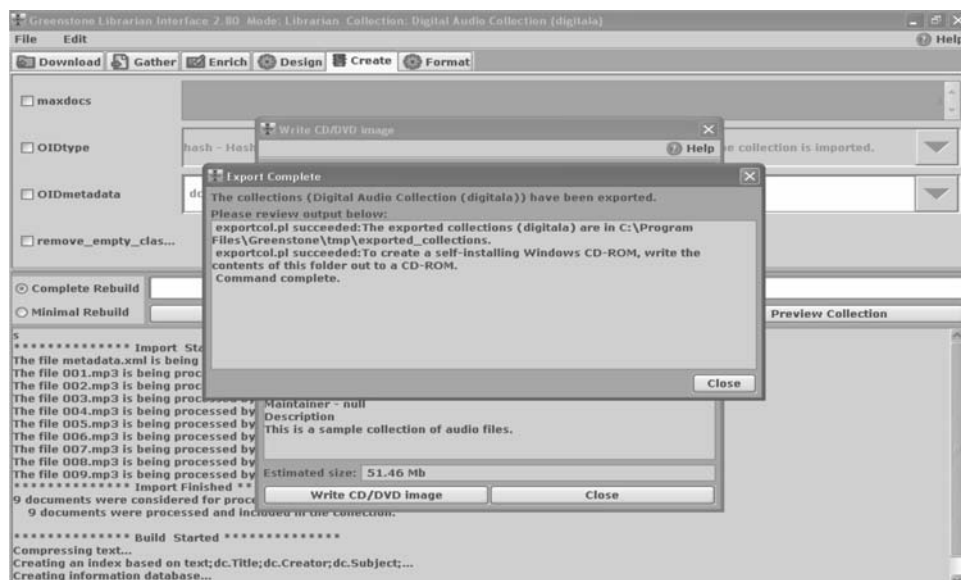 Greenstone Librarian Interface 2.80 Mode: Librarian Collection: Digital Audio Collection (digitala)
File Edit
Help
Download Gather Enrich Design Create Format
maxdocs
Write CD/DVD image
OIDtype
hash - Hash
Help
e collection is imported.
Export Complete
OIDmetadata
dc
The collections (Digital Audio Collection (digitala)) have been exported.
Please review output below:
exportcol.pl succeeded:The exported collections (digitala) are in C:\Program
Files\Greenstone\tmp\exported_collections.
exportcol.pl succeeded:To create a self-installing Windows CD-ROM, write the
contents of this folder out to a CD-ROM.
Command complete.
remove_empty_clas...
Complete Rebuild
Minimal Rebuild
Preview Collection
Close
s
************** Import Sta
The file metadata.xml is being
The file 001.mp3 is being proc
The file 002.mp3 is being proc
The file 003.mp3 is being processed by
The file 004.mp3 is being processed by
The file 005.mp3 is being processed by
The file 006.mp3 is being processed by
The file 007.mp3 is being processed by
The file 008.mp3 is being processed by
The file 009.mp3 is being processed by
************** Import Finished **
9 documents were considered for proce
9 documents were processed and included in the collection.
Maintainer - null
Description
This is a sample collection of audio files.
Estimated size: 51.46 Mb
Write CD/DVD image
Close
************** Build Started **************
Compressing text...
Creating an index based on text;dc.Title;dc.Creator;dc.Subject;...
Creating information database...